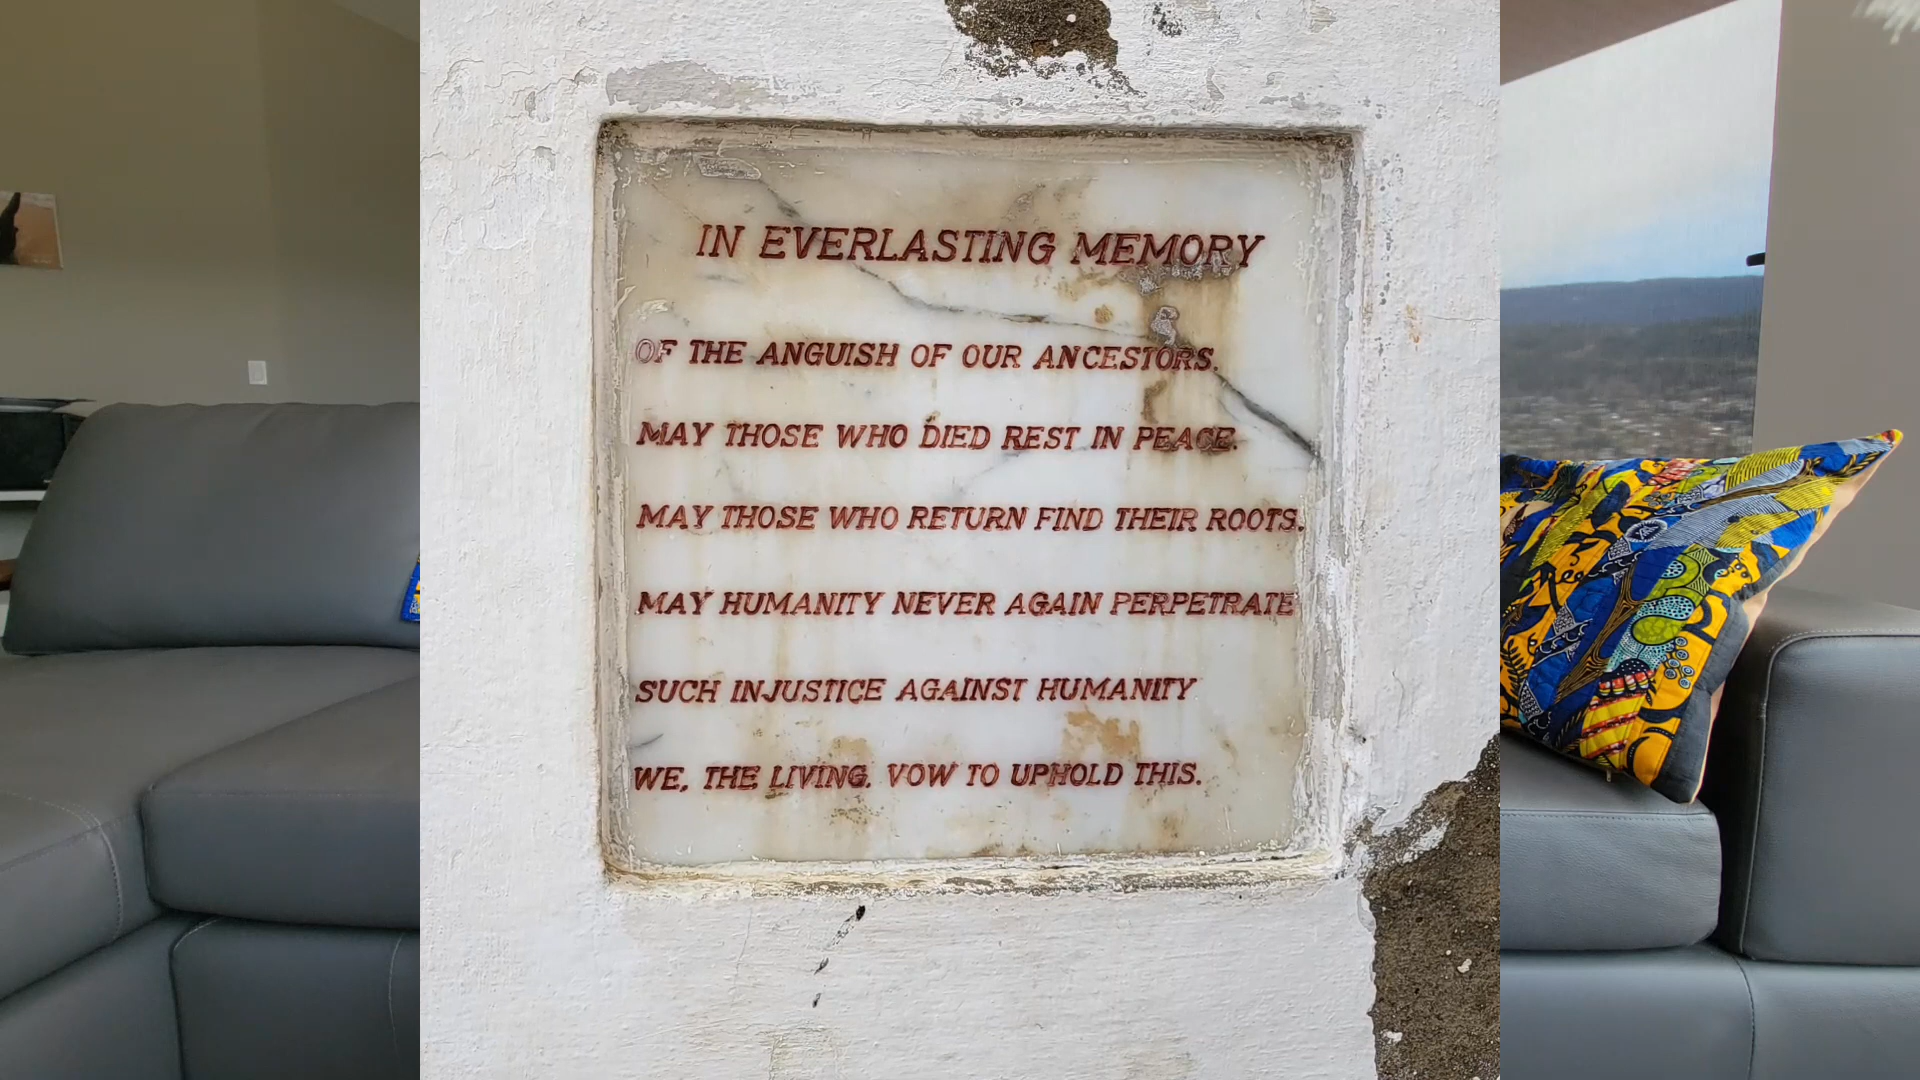 IN EVERLASTING MEMORY
OF THE ANGUISH OF OUR ANCESTORS.
MAY THOSE WHO DIED REST IN PEACE.
MAY THOSE WHO RETURN FIND THEIR ROOTS.
MAY HUMANITY NEVER AGAIN PERPETRATE
SUCH INJUSTICE AGAINST HUMANITY
WE, THE LIVING, VOW TO UPHOLD THIS.